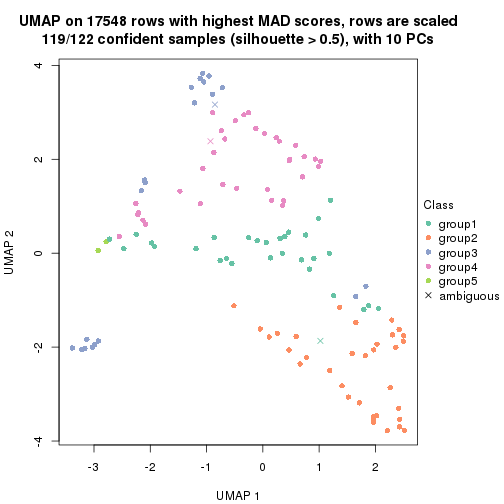 UMAP on 17548 rows with highest MAD scores, rows are scaled
119/122 confident samples (silhouette > 0.5), with 10 PCs
4
2
0
-2
-4
UMAP 2
-3
-2
-1
0
1
2
UMAP 1
Class
group1
group2
group3
group4
group5
ambiguous